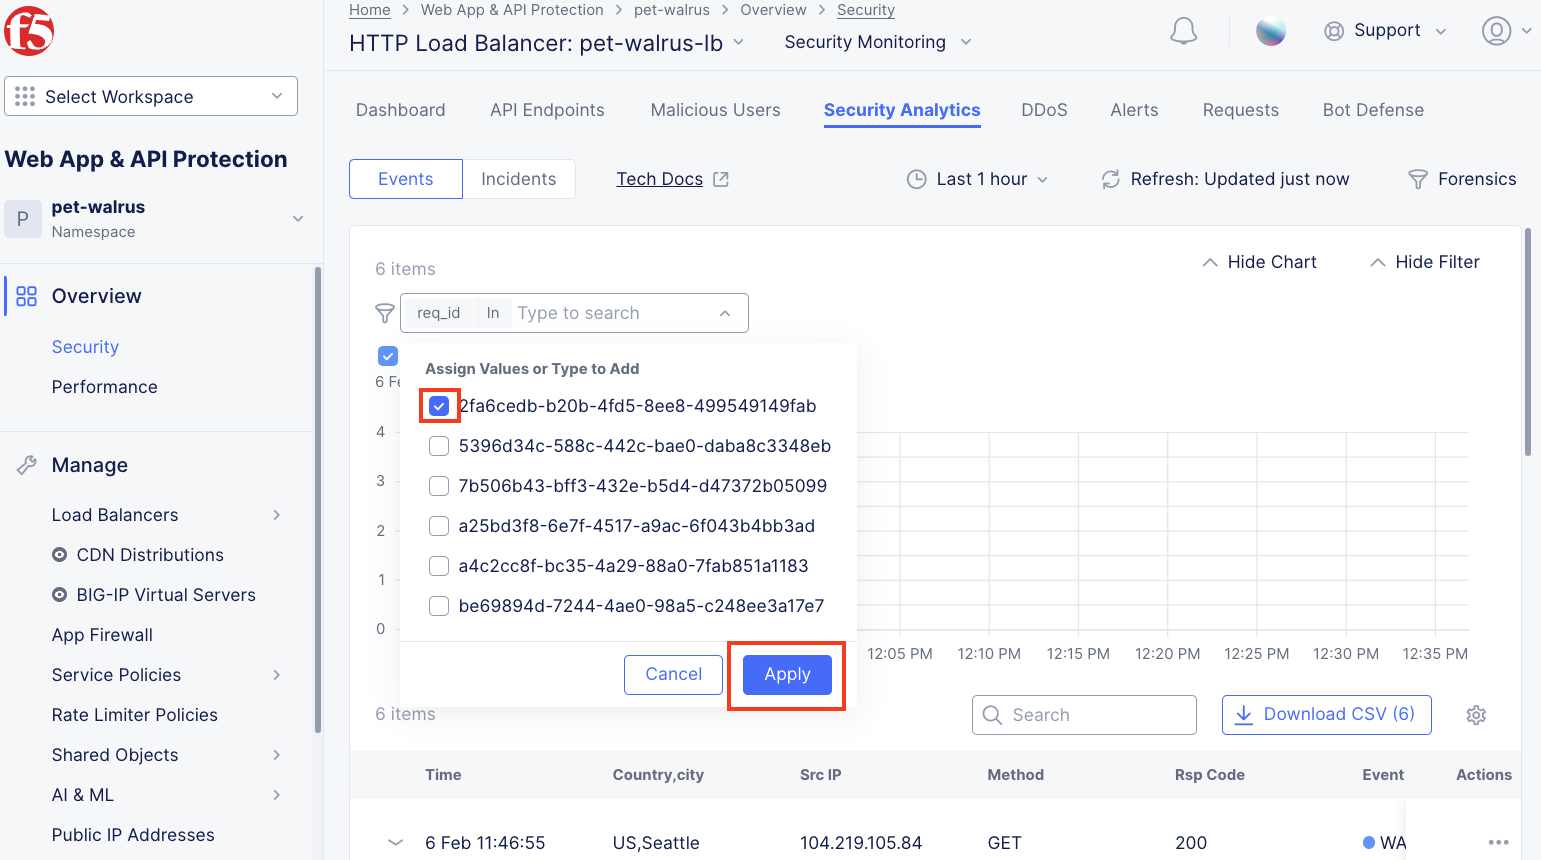 f5
Select Workspace
Web App & API Protection
P
pet-walrus
Namespace
Overview
Security
Performance
Manage
Load Balancers
CDN Distributions
BIG-IP Virtual Servers
App Firewall
Service Policies
Rate Limiter Policies
Shared Objects
AI & ML
Public IP Addresses
Home > Web App & API Protection > pet-walrus > Overview > Security
HTTP Load Balancer: pet-walrus-lb Security Monitoring
Support
Dashboard API Endpoints Malicious Users Security Analytics DDoS Alerts Requests Bot Defense
Events Incidents Tech Docs Last 1 hour Refresh: Updated just now Forensics
6 items
Hide Chart Hide Filter
req_id In Type to search
6 Fe
Assign Values or Type to Add
2fa6cedb-b20b-4fd5-8ee8-499549149fab
5396d34c-588c-442c-bae0-daba8c3348eb
7b506b43-bff3-432e-b5d4-d47372b05099
a25bd3f8-6e7f-4517-a9ac-6f043b4bb3ad
a4c2cc8f-bc35-4a29-88a0-7fab851a1183
be69894d-7244-4ae0-98a5-c248ee3a17e7
Cancel Apply
4
3
2
1
0
12:05 PM 12:10 PM 12:15 PM 12:20 PM 12:25 PM 12:30 PM 12:35 PM
6 items
Search
Download CSV (6)
Time Country,city Src IP Method Rsp Code Event Actions
6 Feb 11:46:55 US,Seattle 104.219.105.84 GET 200 WA